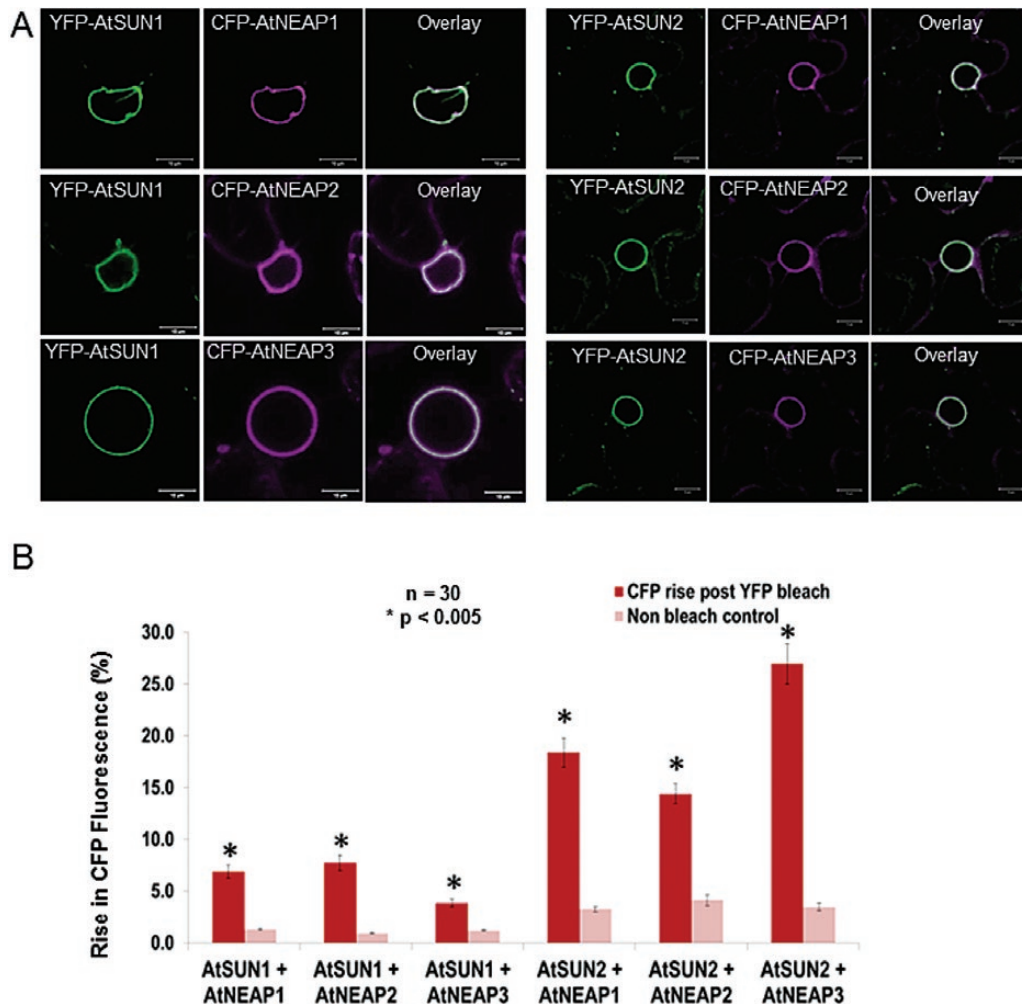 A
YFP-AtSUN1 CFP-AtNEAP1 Overlay YFP-AtSUN2 CFP-AtNEAP1 Overlay
YFP-AtSUN1 CFP-AtNEAP2 Overlay YFP-AtSUN2 CFP-AtNEAP2 Overlay
YFP-AtSUN1 CFP-AtNEAP3 Overlay YFP-AtSUN2 CFP-AtNEAP3 Overlay
B
n = 30
* p < 0.005
CFP rise post YFP bleach
Non bleach control
Rise in CFP Fluorescence (%)
30.0
25.0
20.0
15.0
10.0
5.0
0.0
* * * * * *
AtSUN1 + AtSUN1 + AtSUN1 + AtSUN2 + AtSUN2 + AtSUN2 +
AtNEAP1 AtNEAP2 AtNEAP3 AtNEAP1 AtNEAP2 AtNEAP3